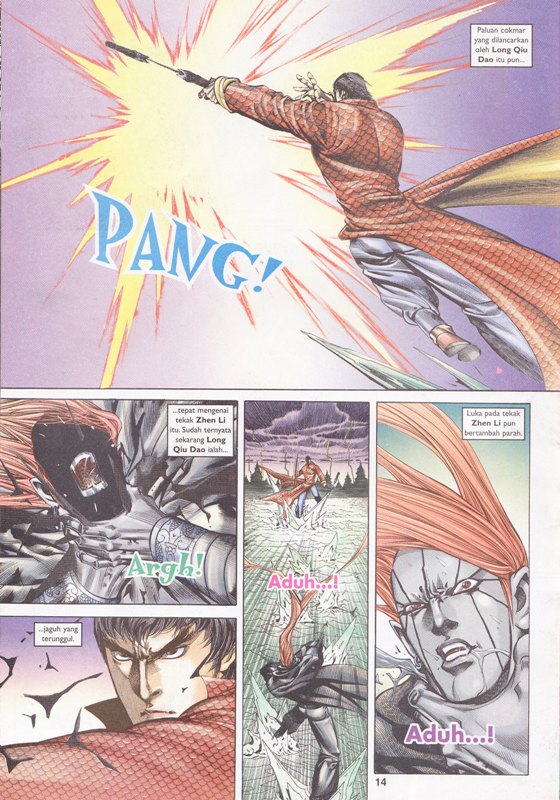 Paluan cokmar
yang dilancarkan
oleh Long Qiu
Dao itu pun...
PANG!
...tepat mengenai
tekak Zhen Li
itu. Sudah ternyata
sekarang Long
Qiu Dao ialah...
Argh!
Aduh...!
Luka pada tekak
Zhen Li pun
bertambah parah.
Aduh...!
...jaguh yang
terunggul.
14